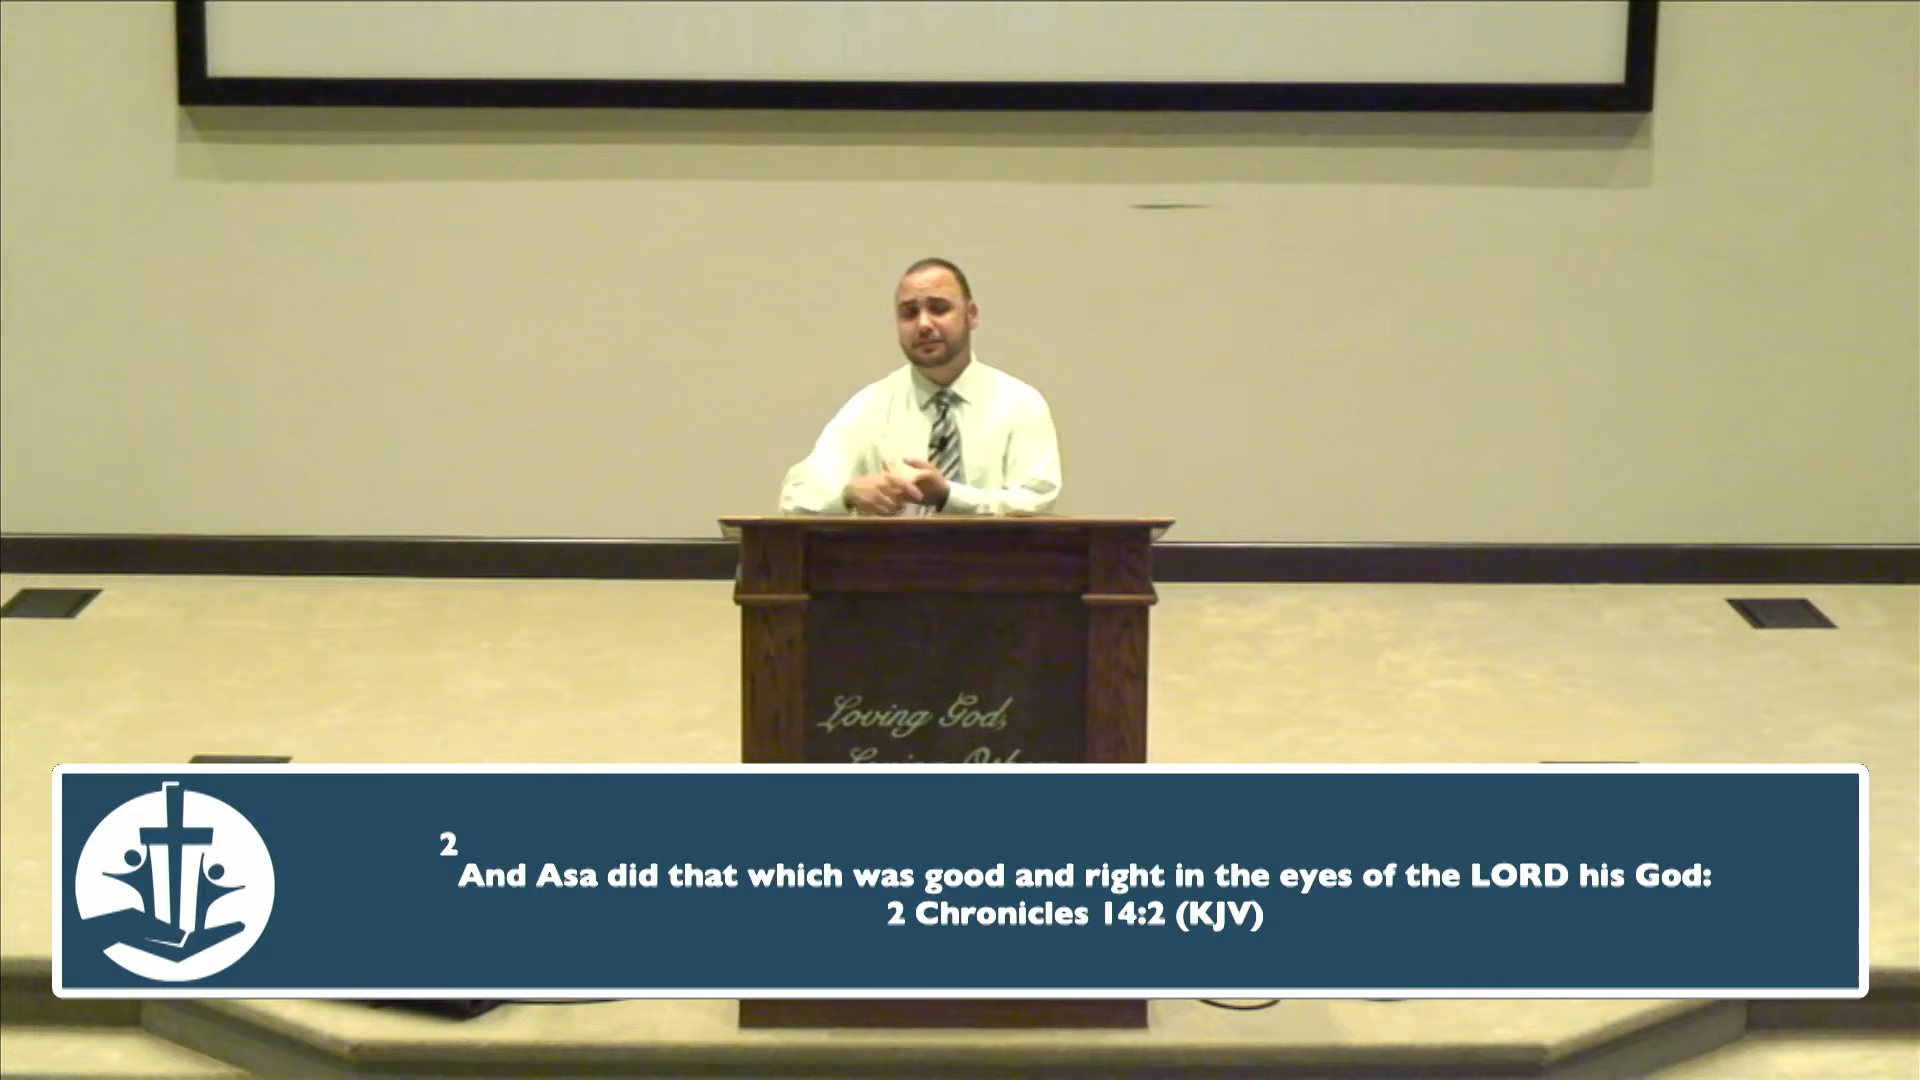 Loving God,
2
And Asa did that which was good and right in the eyes of the LORD his God:
2 Chronicles 14:2 (KJV)